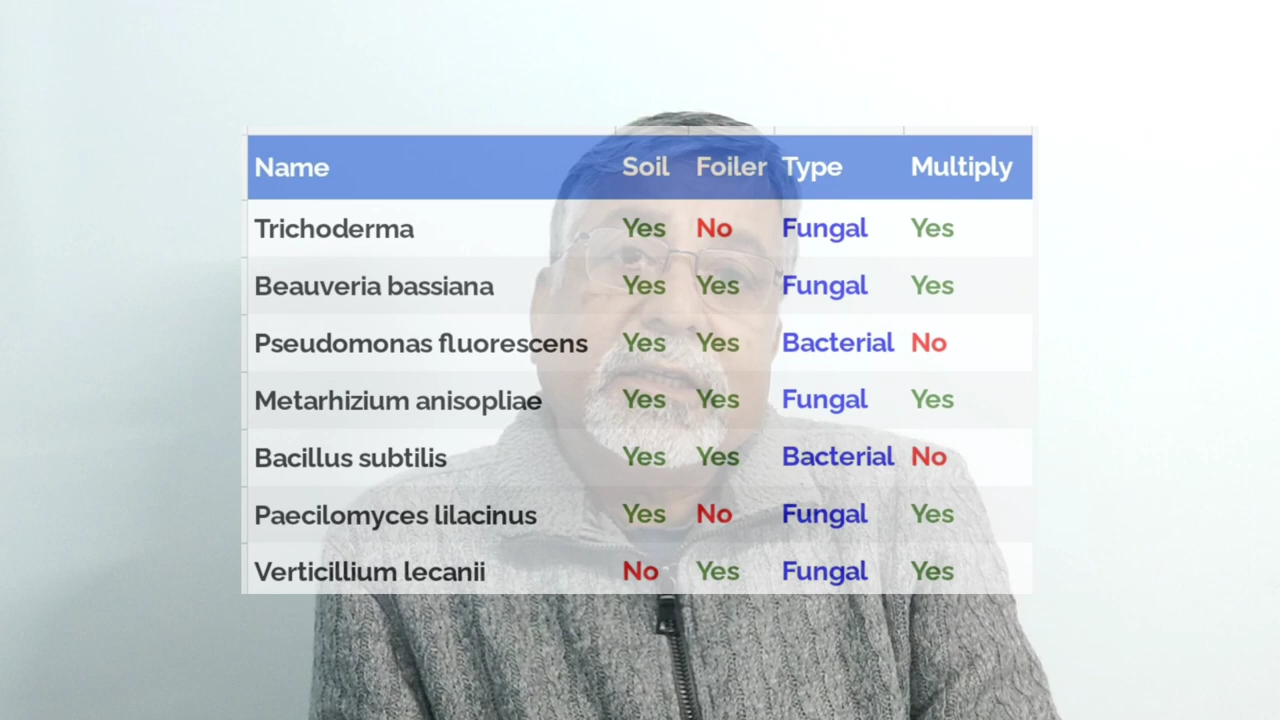 Name Soil Foiler Type Multiply
Trichoderma Yes No Fungal Yes
Beauveria bassiana Yes Yes Fungal Yes
Pseudomonas fluorescens Yes Yes Bacterial No
Metarhizium anisopliae Yes Yes Fungal Yes
Bacillus subtilis Yes Yes Bacterial No
Paecilomyces lilacinus Yes No Fungal Yes
Verticillium lecanii No Yes Fungal Yes